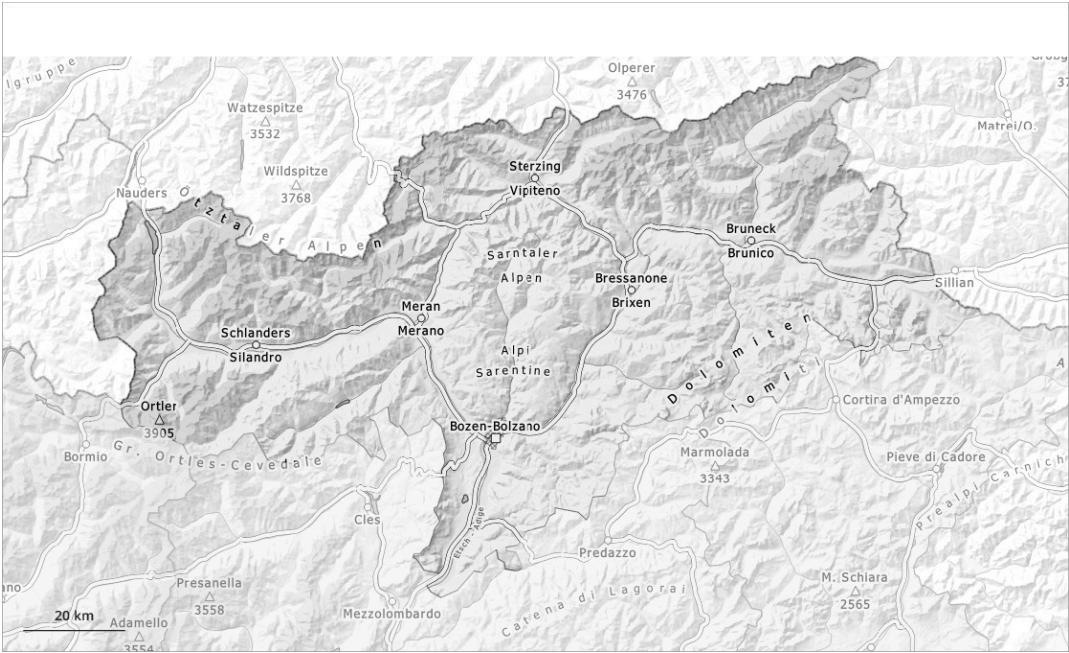 lgruppe
Olperer
3476
Watzespitze
3532
Matrei/O.
Sterzing
Vipiteno
Wildspitze
3768
Nauders
Ötztaler Alpen
Bruneck
Brunico
Sarntaler
Alpen
Bressanone
Brixen
Sillian
Meran
Merano
Schlanders
Silandro
Dolomiten
Alpi
Sarentine
Dolomiti
Ortler
3905
Cortina d'Ampezzo
Bozen-Bolzano
Gr. Ortles-Cevedale
Bormio
Marmolada
3343
Pieve di Cadore
Prealpi Carnich
Cles
Etsch - Adige
Predazzo
ano
Presanella
3558
M. Schiara
2565
Catena di Lagorai
Mezzolombardo
20 km
Adamello
3554